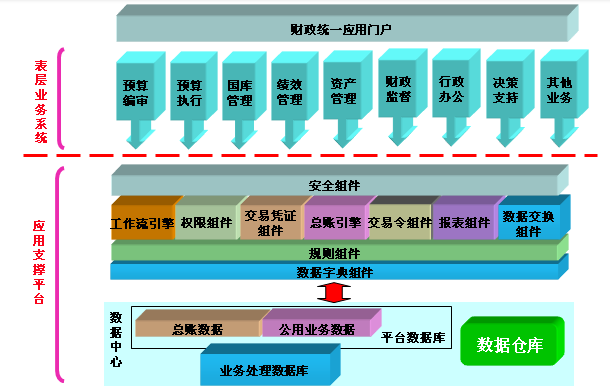 财政统一应用门户
表层业务系统
预算
编审
预算
执行
国库
管理
绩效
管理
资产
管理
财政
监督
行政
办公
决策
支持
其他
业务
应用支撑平台
安全组件
工作流引擎
权限组件
交易凭证
组件
总账引擎
交易令组件
报表组件
数据交换
组件
规则组件
数据字典组件
数据中心
总账数据
公用业务数据
平台数据库
业务处理数据库
数据仓库